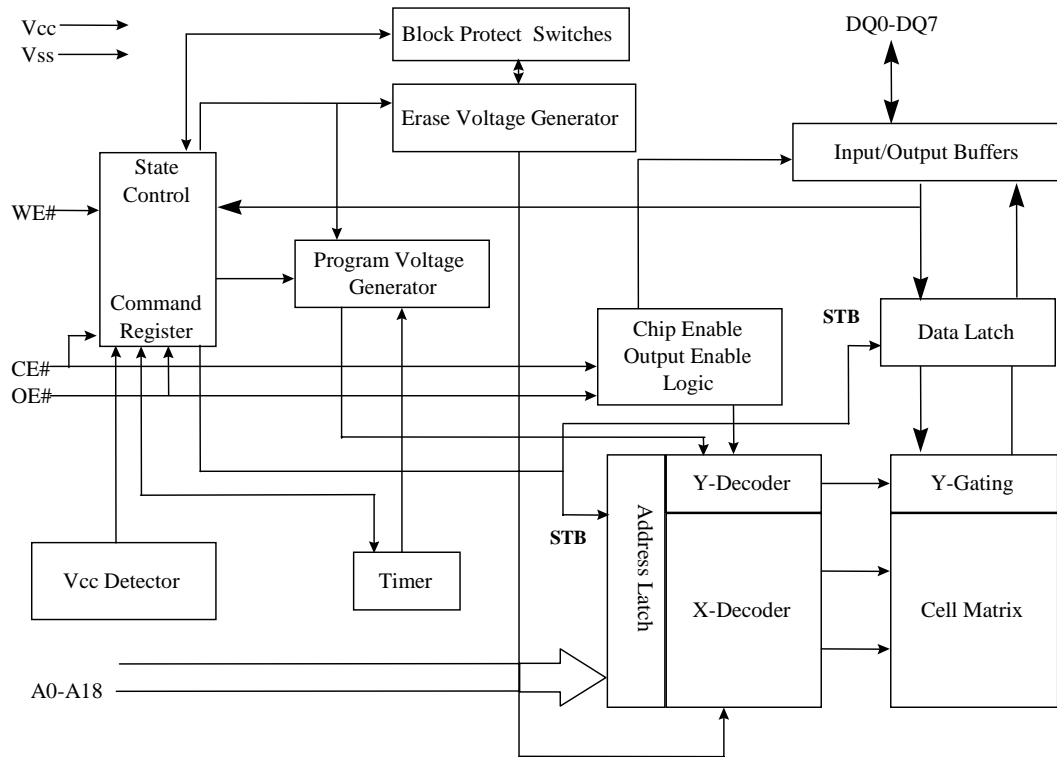 Vcc
Vss
Block Protect Switches
DQ0-DQ7
Erase Voltage Generator
Input/Output Buffers
State
Control
WE#
Program Voltage
Generator
Command
Register
STB
Chip Enable
Output Enable
Logic
Data Latch
CE#
OE#
Y-Decoder
Y-Gating
STB
Address Latch
Vcc Detector
Timer
X-Decoder
Cell Matrix
A0-A18